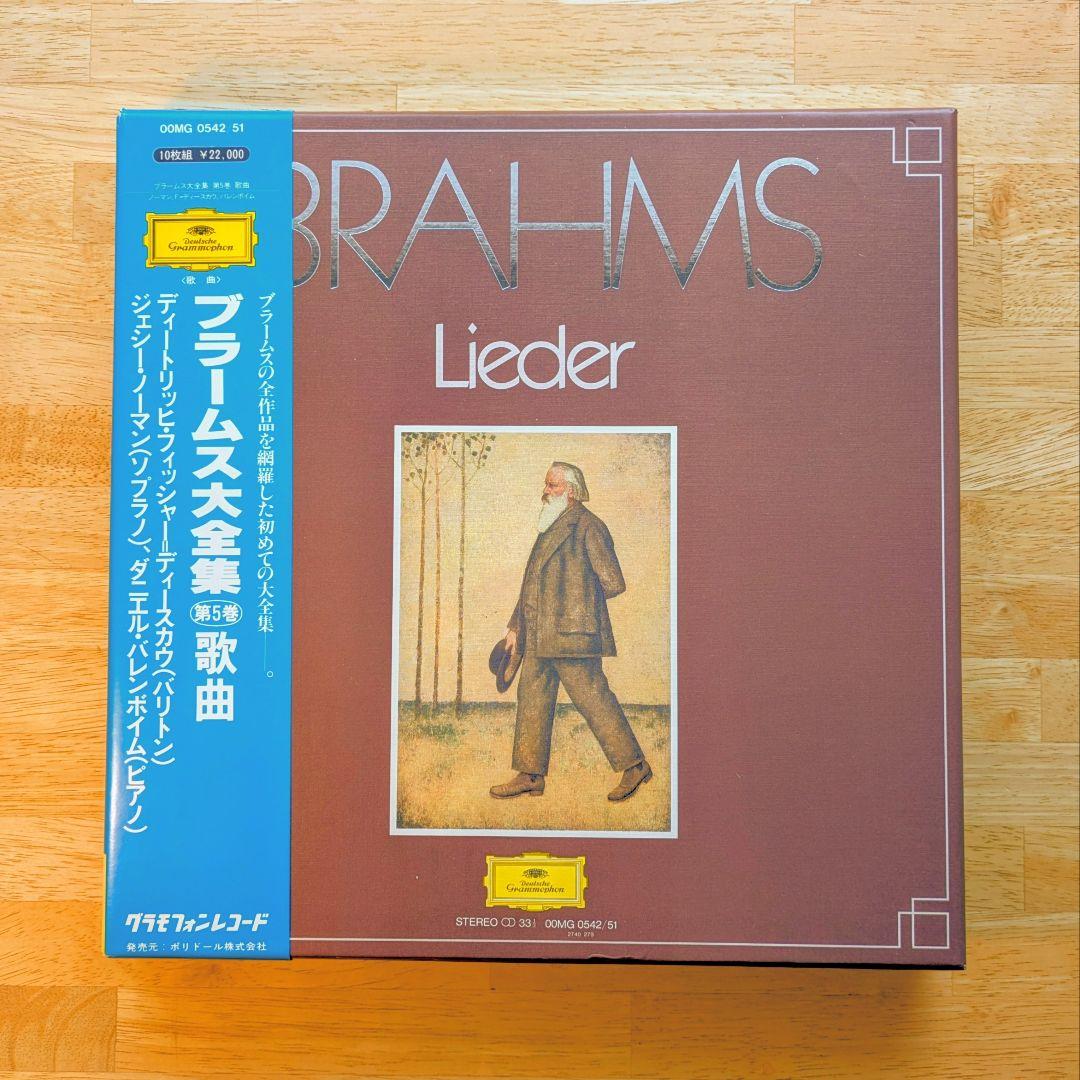 00MG 0542 51
10枚組 ¥22,000
ブラームス大全集 第5巻 歌曲
ノーマン,F=ディースカウ,バレンボイム
Deutsche
Grammophon
〈歌 曲〉
ブラームスの全作品を網羅した初めての大全集——。
ブラームス大全集 第5巻 歌曲
ディートリッヒ・フィッシャー=ディースカウ(バリトン)
ジェシー・ノーマン(ソプラノ)、ダニエル・バレンボイム(ピアノ)
グラモフォンレコード
発売元:ポリドール株式会社
BRAHMS
Lieder
Deutsche
Grammophon
STEREO 33⅓ 00MG 0542/51
2740 279